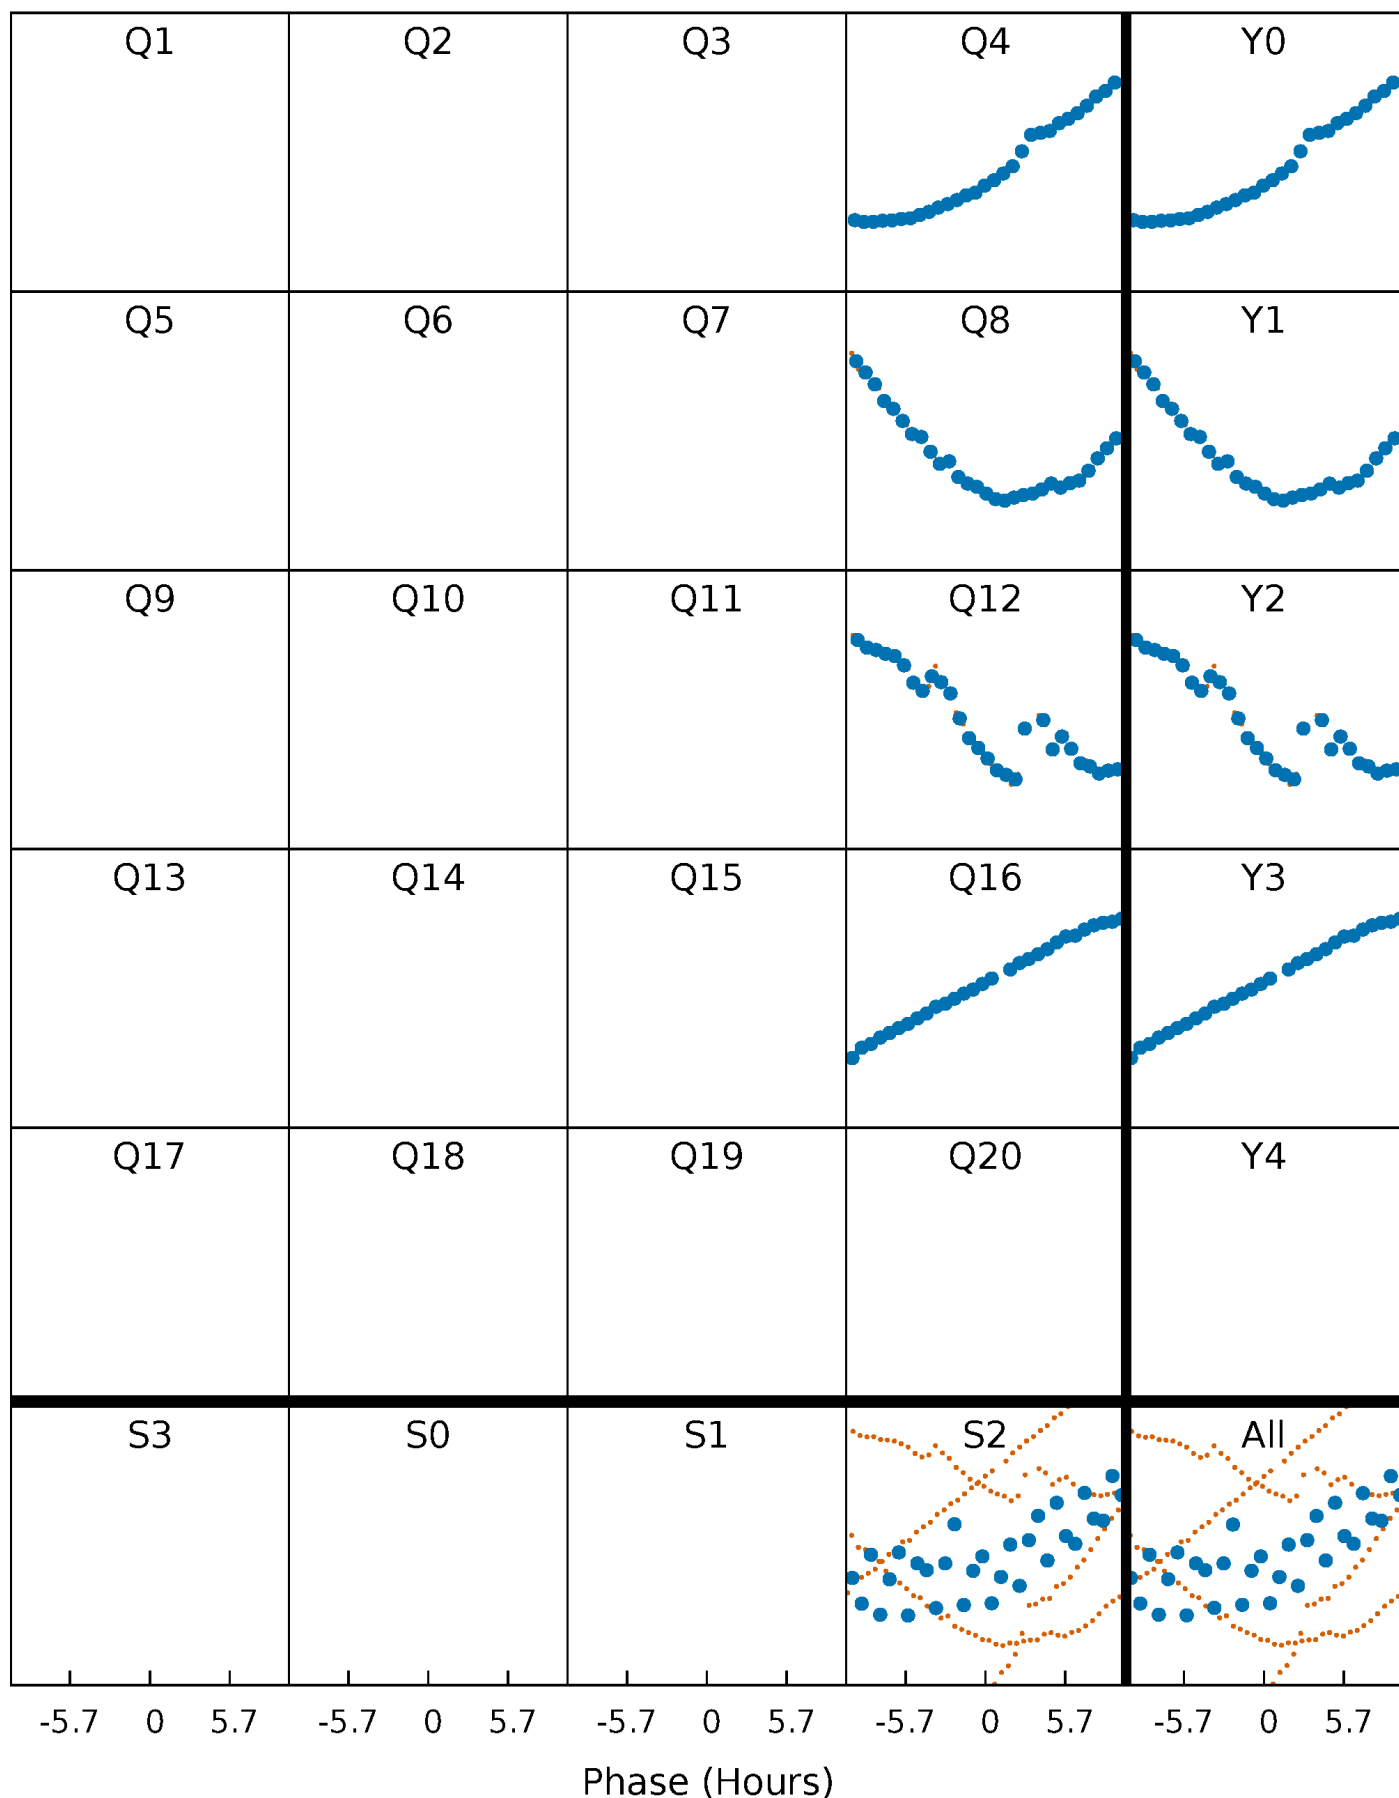 Q1 Q2 Q3 Q4 Y0
Q5 Q6 Q7 Q8 Y1
Q9 Q10 Q11 Q12 Y2
Q13 Q14 Q15 Q16 Y3
Q17 Q18 Q19 Q20 Y4
S3 S0 S1 S2 All
-5.7 0 5.7 -5.7 0 5.7 -5.7 0 5.7 -5.7 0 5.7 -5.7 0 5.7
Phase (Hours)